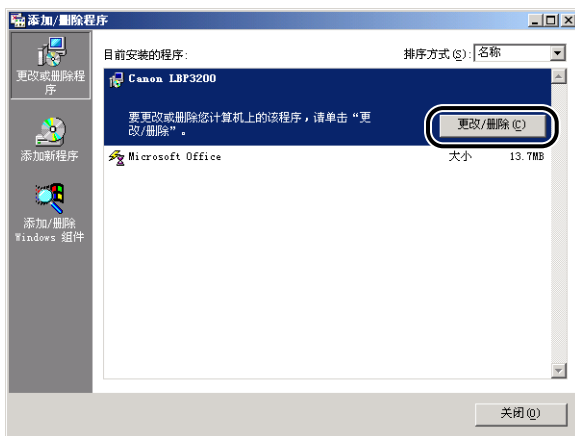 添加/删除程序
更改或删除程
序
添加新程序
添加/删除
Windows 组件
目前安装的程序:
排序方式(S): 名称
Canon LBP3200
要更改或删除您计算机上的该程序，请单击“更
改/删除”。
更改/删除(C)
Microsoft Office 大小 13.7MB
关闭(O)